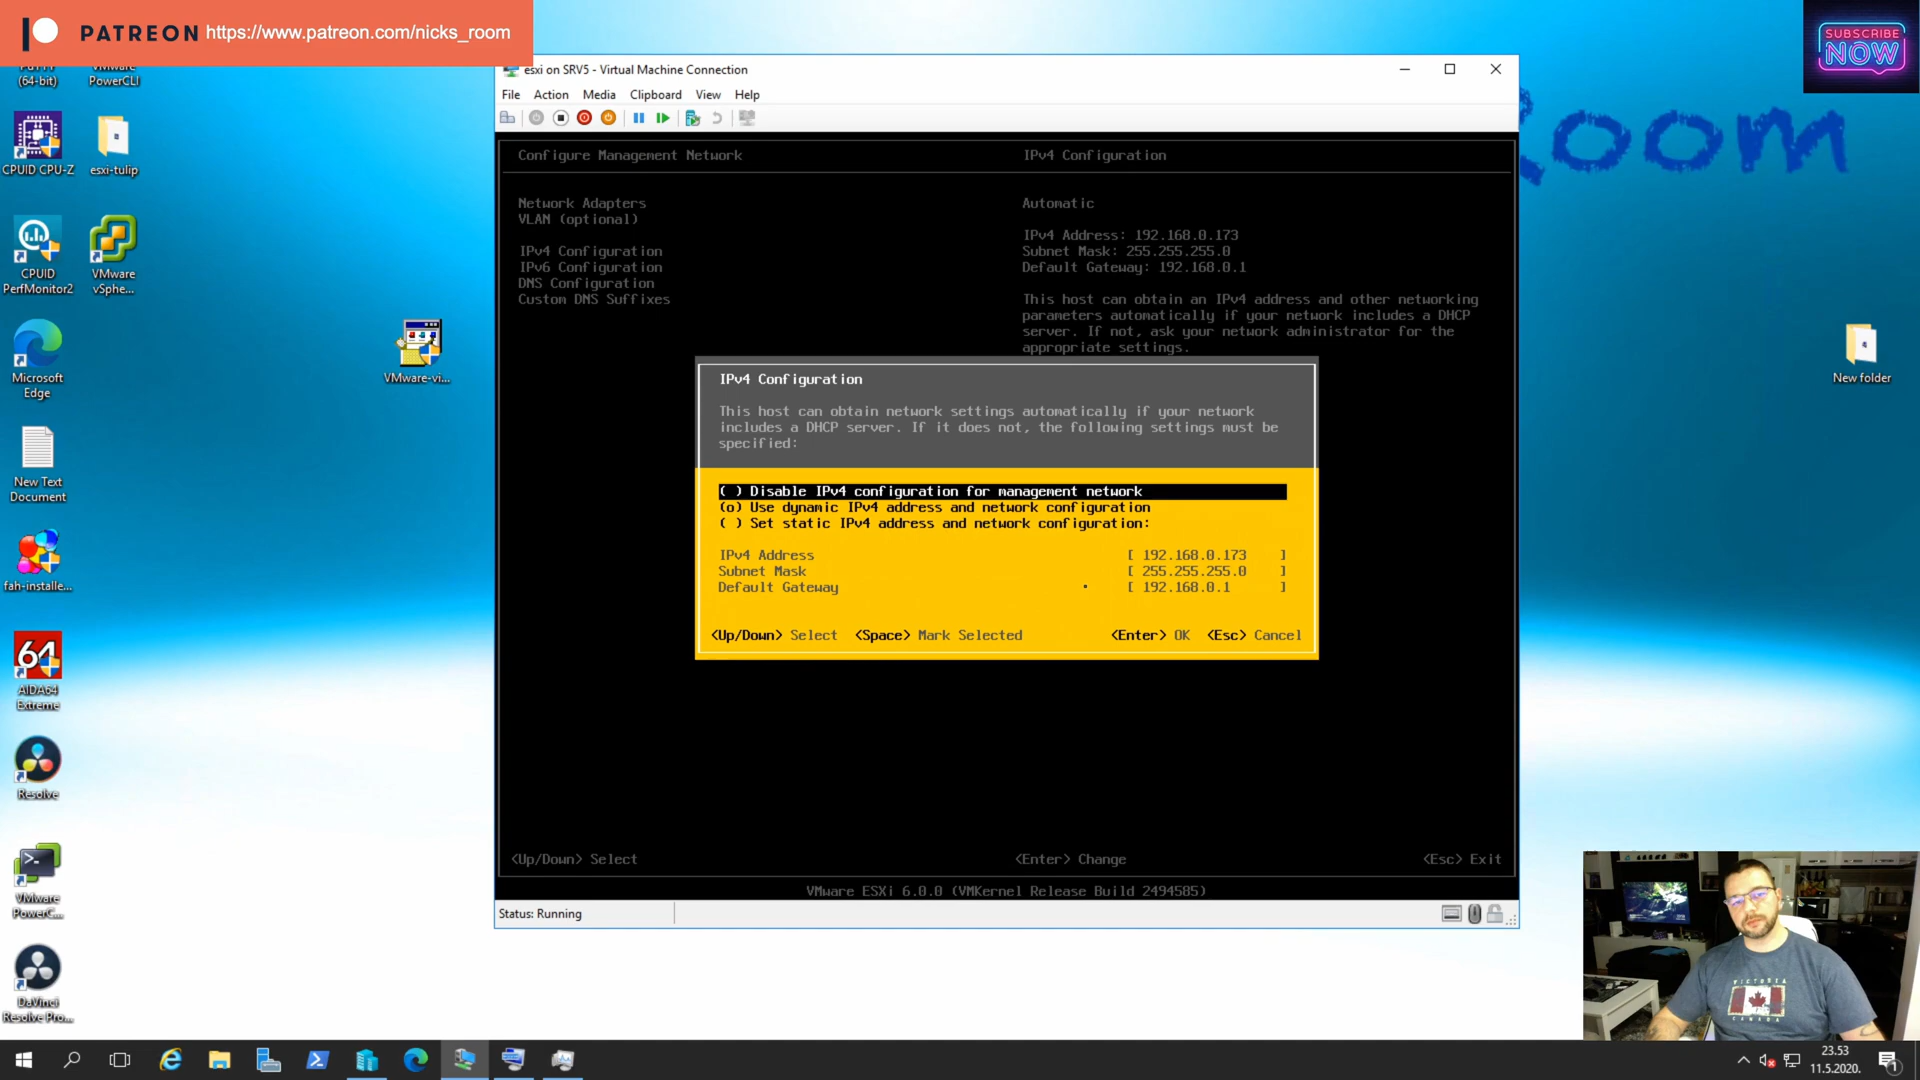 PATREON https://www.patreon.com/nicks_room
SUBSCRIBE
NOW
(64-bit)
PowerCLI
CPUID CPU-Z
esxi-tulip
CPUID
PerfMonitor2
VMware
vSphe...
Microsoft
Edge
New Text
Document
fah-installe...
64
AIDA64
Extreme
Resolve
VMware
PowerC...
DaVinci
Resolve Pro...
VMware-vi...
New folder
Room
esxi on SRV5 - Virtual Machine Connection
File Action Media Clipboard View Help
Configure Management Network
IPv4 Configuration
Network Adapters
VLAN (optional)
IPv4 Configuration
IPv6 Configuration
DNS Configuration
Custom DNS Suffixes
Automatic
IPv4 Address: 192.168.0.173
Subnet Mask: 255.255.255.0
Default Gateway: 192.168.0.1
This host can obtain an IPv4 address and other networking
parameters automatically if your network includes a DHCP
server. If not, ask your network administrator for the
appropriate settings.
IPv4 Configuration
This host can obtain network settings automatically if your network
includes a DHCP server. If it does not, the following settings must be
specified:
( ) Disable IPv4 configuration for management network
(o) Use dynamic IPv4 address and network configuration
( ) Set static IPv4 address and network configuration:
IPv4 Address [ 192.168.0.173 ]
Subnet Mask [ 255.255.255.0 ]
Default Gateway [ 192.168.0.1 ]
<Up/Down> Select <Space> Mark Selected <Enter> OK <Esc> Cancel
<Up/Down> Select <Enter> Change <Esc> Exit
VMware ESXi 6.0.0 (VMKernel Release Build 2494585)
Status: Running
VICTORIA
CANADA
23.53
11.5.2020.
1